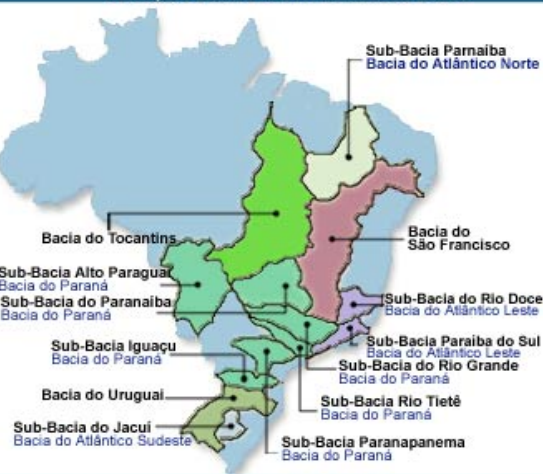 Sub-Bacia Parnaiba
Bacia do Atlântico Norte
Bacia do Tocantins
Bacia do
São Francisco
Sub-Bacia Alto Paraguai
Bacia do Paraná
Sub-Bacia do Paranaíba
Bacia do Paraná
Sub-Bacia do Rio Doce
Bacia do Atlântico Leste
Sub-Bacia Iguaçu
Bacia do Paraná
Sub-Bacia Paraiba do Sul
Bacia do Atlântico Leste
Sub-Bacia do Rio Grande
Bacia do Paraná
Bacia do Uruguai
Sub-Bacia Rio Tietê
Bacia do Paraná
Sub-Bacia do Jacuí
Bacia do Atlântico Sudeste
Sub-Bacia Paranapanema
Bacia do Paraná